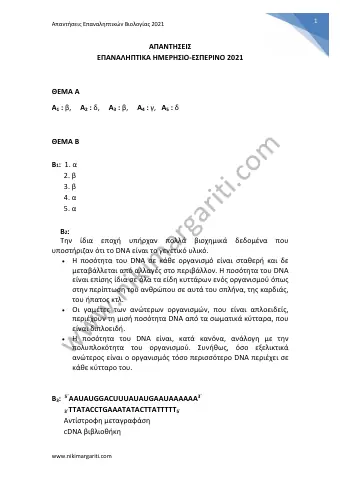 Απαντήσεις Επαναληπτικών Βιολογίας 2021
1
ΑΠΑΝΤΗΣΕΙΣ
ΕΠΑΝΑΛΗΠΤΙΚΑ ΗΜΕΡΗΣΙΟ-ΕΣΠΕΡΙΝΟ 2021
ΘΕΜΑ Α
Α₁ : β, Α₂ : δ, Α₃ : β, Α₄ : γ, Α₅ : δ
ΘΕΜΑ Β
Β₁: 1. α
2. β
3. β
4. α
5. α
Β₂:
Την ίδια εποχή υπήρχαν πολλά βιοχημικά δεδομένα που
υποστήριζαν ότι το DNA είναι το γενετικό υλικό.
• Η ποσότητα του DNA σε κάθε οργανισμό είναι σταθερή και δε
μεταβάλλεται από αλλαγές στο περιβάλλον. Η ποσότητα του DNA
είναι επίσης ίδια σε όλα τα είδη κυττάρων ενός οργανισμού όπως
στην περίπτωση του ανθρώπου σε αυτά του σπλήνα, της καρδιάς,
του ήπατος κτλ.
• Οι γαμέτες των ανώτερων οργανισμών, που είναι απλοειδείς,
περιέχουν τη μισή ποσότητα DNA από τα σωματικά κύτταρα, που
είναι διπλοειδή.
• Η ποσότητα του DNA είναι, κατά κανόνα, ανάλογη με την
πολυπλοκότητα του οργανισμού. Συνήθως, όσο εξελικτικά
ανώτερος είναι ο οργανισμός τόσο περισσότερο DNA περιέχει σε
κάθε κύτταρο του.
Β₃: 5΄AAUAUGGACUUUAUAUGAAUAAAAAA3΄
3΄TTATACCTGAAATATACTTATTTTT5΄
Αντίστροφη μεταγραφάση
cDNA βιβλιοθήκη
www.nikimargariti.com
www.nikimargariti.com